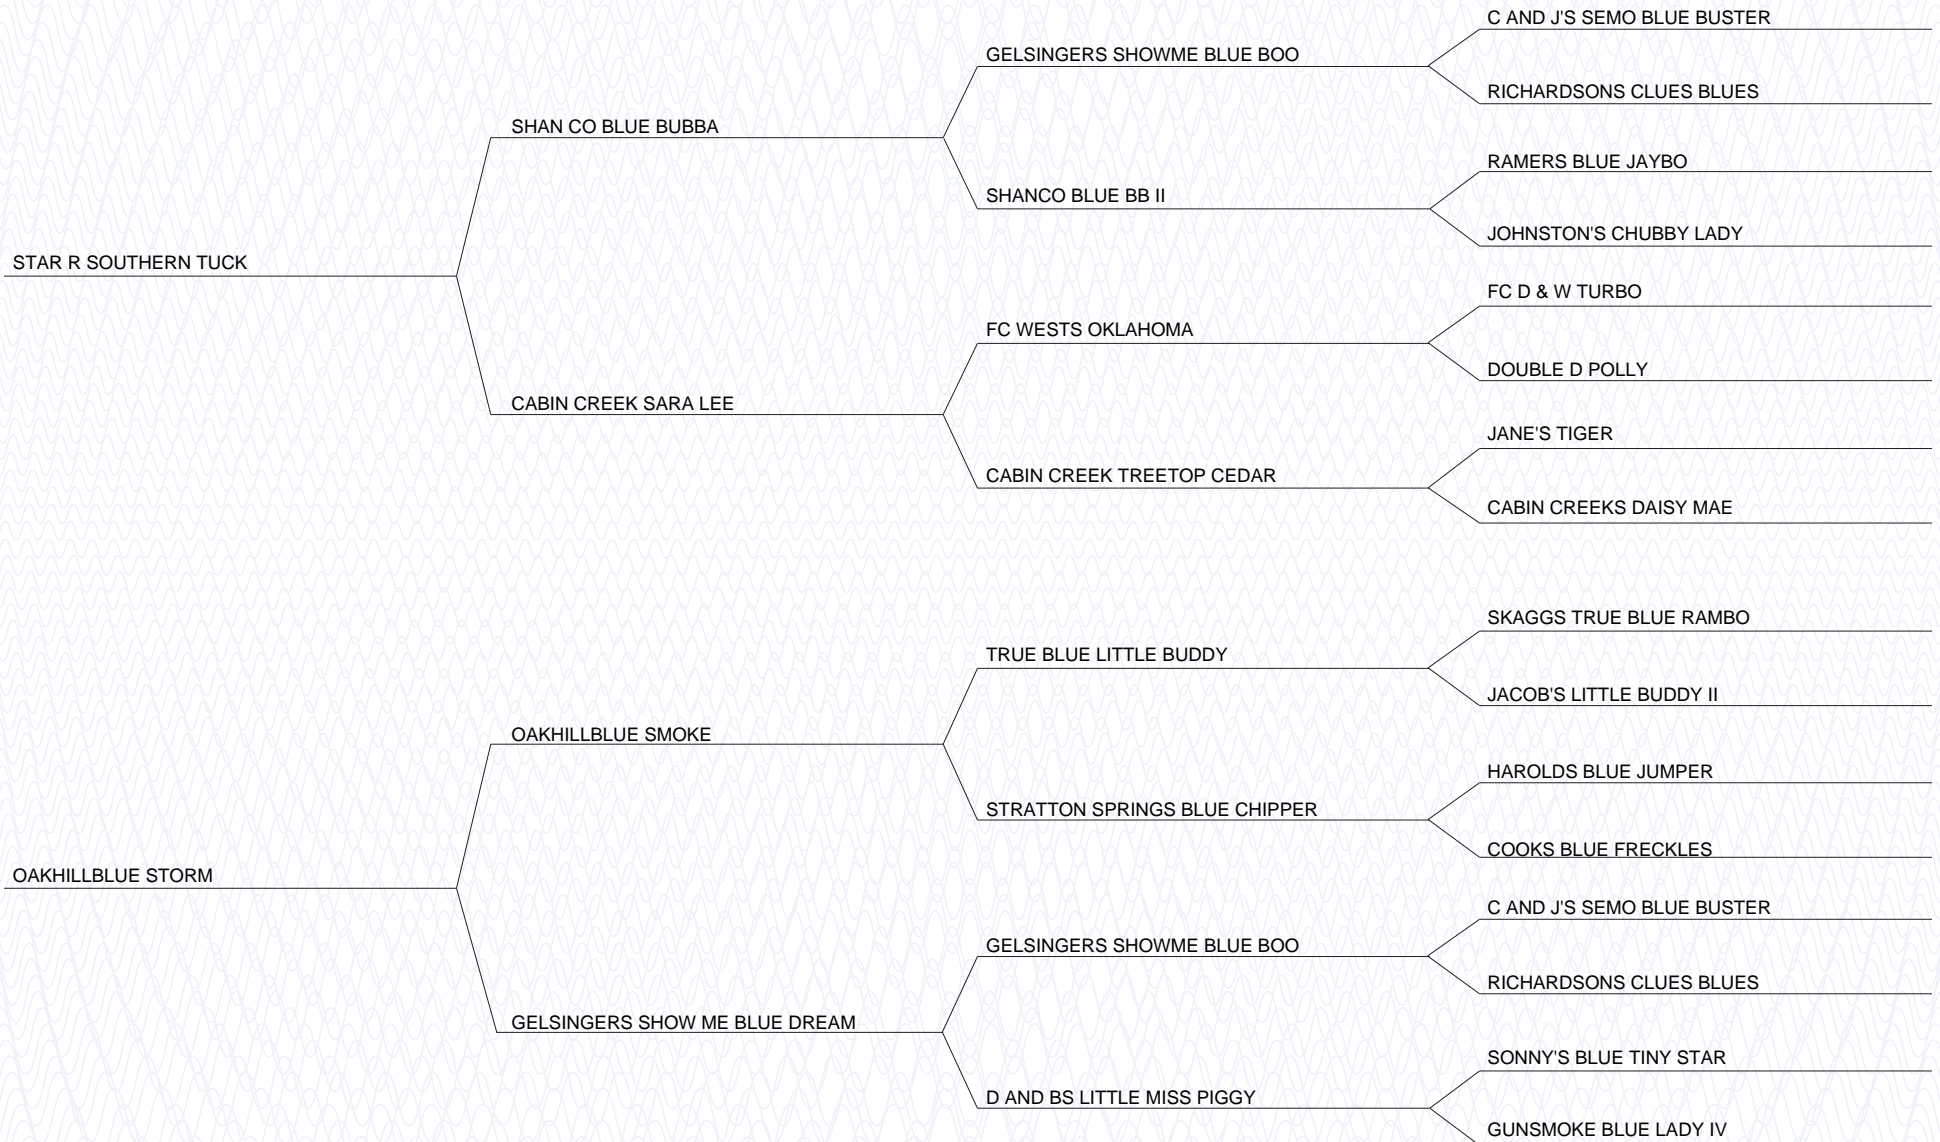 C AND J'S SEMO BLUE BUSTER
GELSINGERS SHOWME BLUE BOO
RICHARDSONS CLUES BLUES
SHAN CO BLUE BUBBA
RAMERS BLUE JAYBO
SHANCO BLUE BB II
JOHNSTON'S CHUBBY LADY
STAR R SOUTHERN TUCK
FC D & W TURBO
FC WESTS OKLAHOMA
DOUBLE D POLLY
CABIN CREEK SARA LEE
JANE'S TIGER
CABIN CREEK TREETOP CEDAR
CABIN CREEKS DAISY MAE
SKAGGS TRUE BLUE RAMBO
TRUE BLUE LITTLE BUDDY
JACOB'S LITTLE BUDDY II
OAKHILLBLUE SMOKE
HAROLDS BLUE JUMPER
STRATTON SPRINGS BLUE CHIPPER
COOKS BLUE FRECKLES
OAKHILLBLUE STORM
C AND J'S SEMO BLUE BUSTER
GELSINGERS SHOWME BLUE BOO
RICHARDSONS CLUES BLUES
GELSINGERS SHOW ME BLUE DREAM
SONNY'S BLUE TINY STAR
D AND BS LITTLE MISS PIGGY
GUNSMOKE BLUE LADY IV